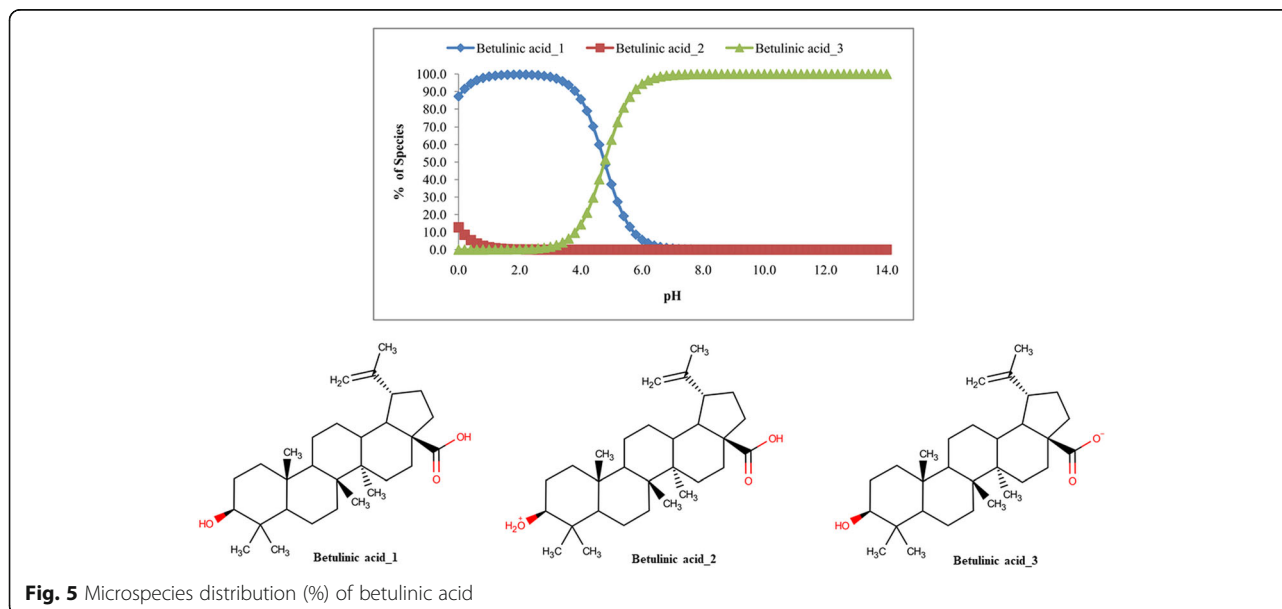 Betulinic acid_1 Betulinic acid_2 Betulinic acid_3
100.0
90.0
80.0
70.0
60.0
50.0
40.0
30.0
20.0
10.0
0.0
% of Species
0.0 2.0 4.0 6.0 8.0 10.0 12.0 14.0
pH
CH₃
H₂C
OH
O
CH₃
CH₃
CH₃
HO
H₃C CH₃
Betulinic acid_1
CH₃
H₂C
OH
O
CH₃
CH₃
CH₃
H₂O⁺
H₃C CH₃
Betulinic acid_2
CH₃
H₂C
O⁻
O
CH₃
CH₃
CH₃
HO
H₃C CH₃
Betulinic acid_3
Fig. 5 Microspecies distribution (%) of betulinic acid